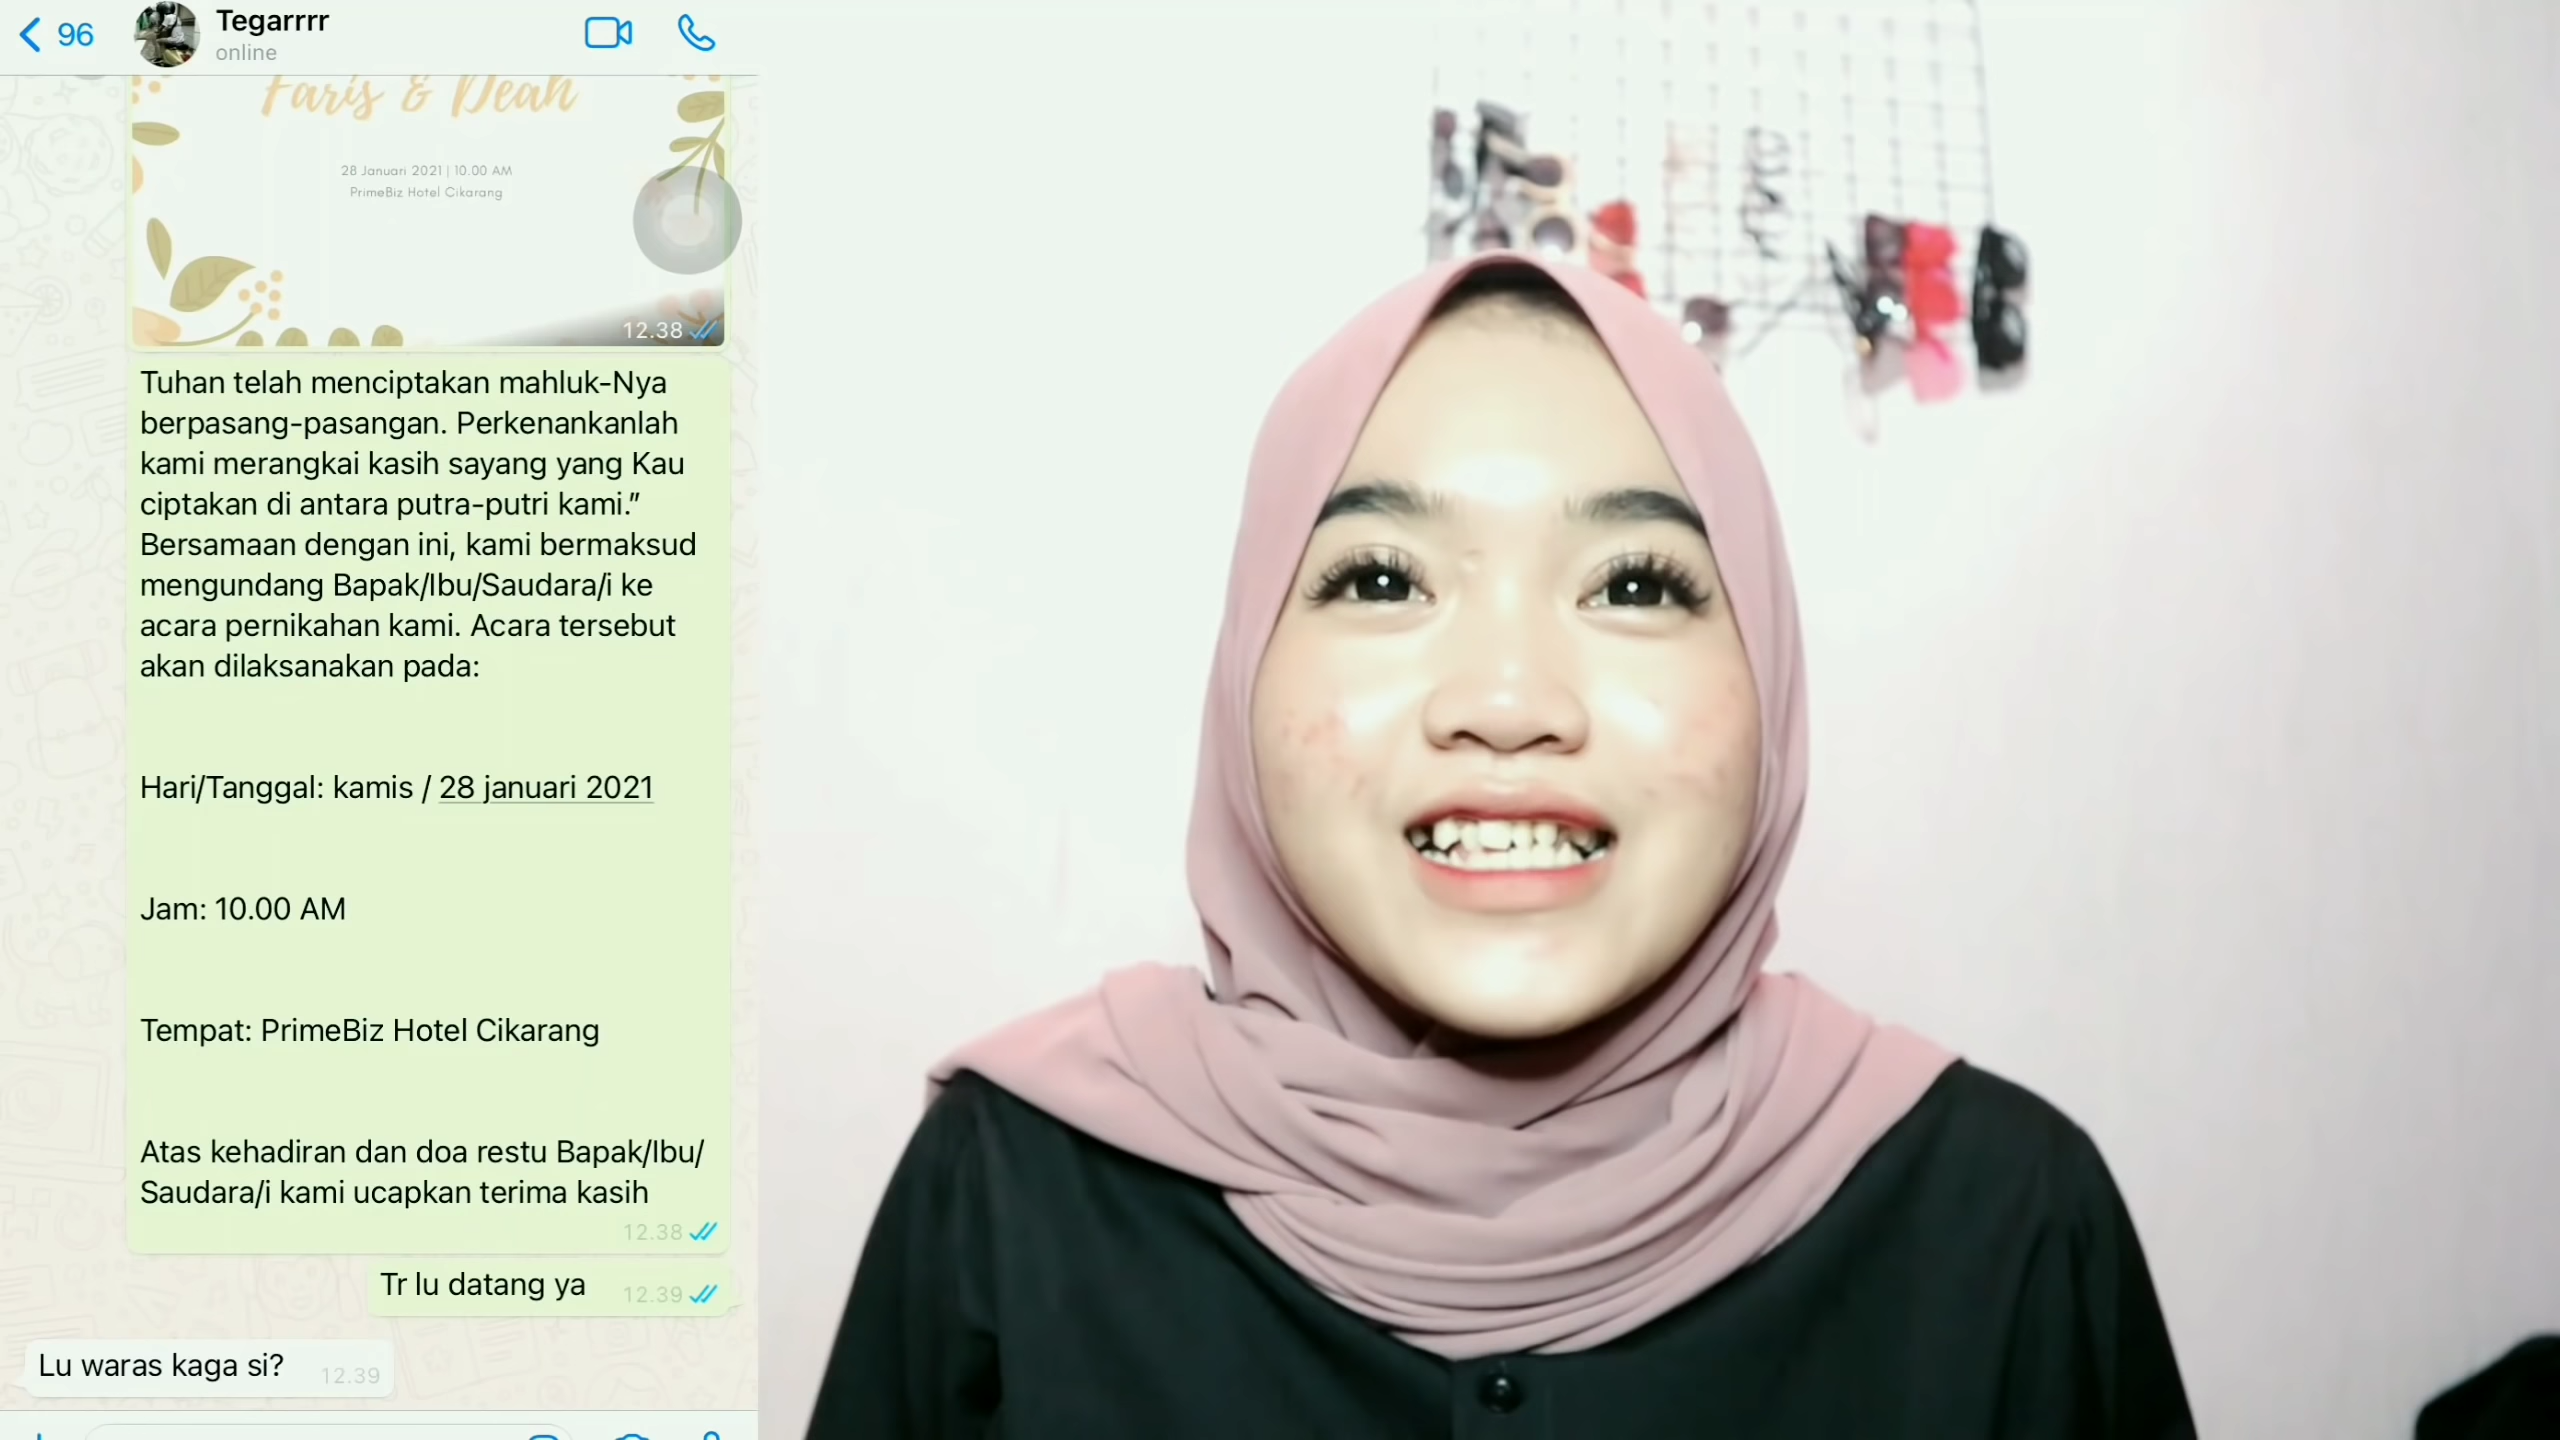 96
Tegarrrr
online
Faris & Deah
28 Januari 2021 | 10.00 AM
PrimeBiz Hotel Cikarang
12.38
Tuhan telah menciptakan mahluk-Nya
berpasang-pasangan. Perkenankanlah
kami merangkai kasih sayang yang Kau
ciptakan di antara putra-putri kami.”
Bersamaan dengan ini, kami bermaksud
mengundang Bapak/Ibu/Saudara/i ke
acara pernikahan kami. Acara tersebut
akan dilaksanakan pada:
Hari/Tanggal: kamis / 28 januari 2021
Jam: 10.00 AM
Tempat: PrimeBiz Hotel Cikarang
Atas kehadiran dan doa restu Bapak/Ibu/
Saudara/i kami ucapkan terima kasih
12.38
Tr lu datang ya 12.39
Lu waras kaga si? 12.39